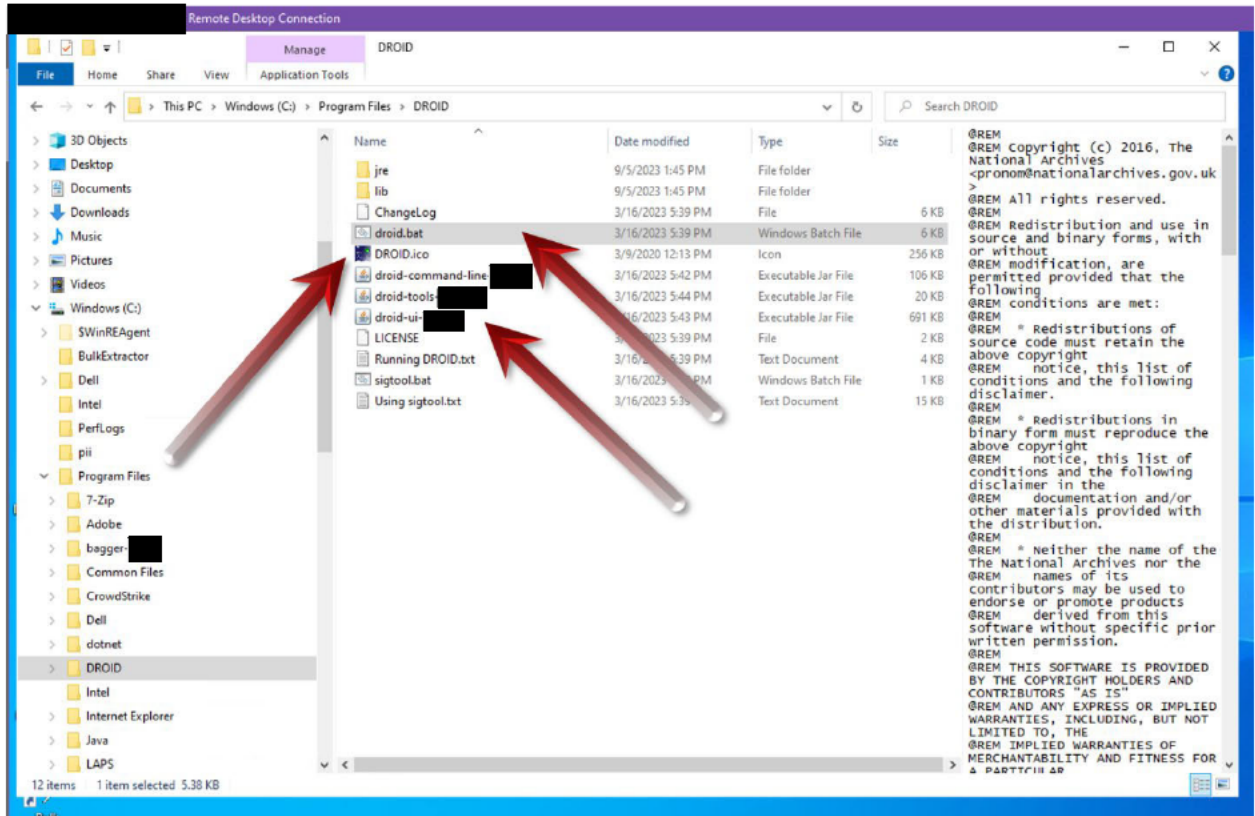 Remote Desktop Connection
Manage DROID
File Home Share View Application Tools
This PC > Windows (C:) > Program Files > DROID Search DROID
3D Objects
Desktop
Documents
Downloads
Music
Pictures
Videos
Windows (C:)
$WinREAgent
BulkExtractor
Dell
Intel
PerfLogs
pii
Program Files
7-Zip
Adobe
bagger-
Common Files
CrowdStrike
Dell
dotnet
DROID
Intel
Internet Explorer
Java
LAPS
Name Date modified Type Size
jre 9/5/2023 1:45 PM File folder
lib 9/5/2023 1:45 PM File folder
ChangeLog 3/16/2023 5:39 PM File 6 KB
droid.bat 3/16/2023 5:39 PM Windows Batch File 6 KB
DROID.ico 3/9/2020 12:13 PM Icon 256 KB
droid-command-line- 3/16/2023 5:42 PM Executable Jar File 106 KB
droid-tools- 3/16/2023 5:44 PM Executable Jar File 20 KB
droid-ui- 5:43 PM Executable Jar File 691 KB
LICENSE 5:39 PM File 2 KB
Running DROID.txt 5:39 PM Text Document 4 KB
sigtool.bat 3/16/2023 PM Windows Batch File 1 KB
Using sigtool.txt 3/16/2023 Text Document 15 KB
@REM
@REM Copyright (c) 2016, The
National Archives
<pronom@nationalarchives.gov.uk
>
@REM All rights reserved.
@REM
@REM Redistribution and use in
source and binary forms, with
or without
@REM modification, are
permitted provided that the
following
@REM conditions are met:
@REM
@REM * Redistributions of
source code must retain the
above copyright
@REM notice, this list of
conditions and the following
disclaimer.
@REM
@REM * Redistributions in
binary form must reproduce the
above copyright
@REM notice, this list of
conditions and the following
disclaimer in the
@REM documentation and/or
other materials provided with
the distribution.
@REM
@REM * Neither the name of the
The National Archives nor the
@REM names of its
contributors may be used to
endorse or promote products
@REM derived from this
software without specific prior
written permission.
@REM
@REM THIS SOFTWARE IS PROVIDED
BY THE COPYRIGHT HOLDERS AND
CONTRIBUTORS "AS IS"
@REM AND ANY EXPRESS OR IMPLIED
WARRANTIES, INCLUDING, BUT NOT
LIMITED TO, THE
@REM IMPLIED WARRANTIES OF
MERCHANTABILITY AND FITNESS FOR
A PARTICULAR
12 items 1 item selected 5.38 KB